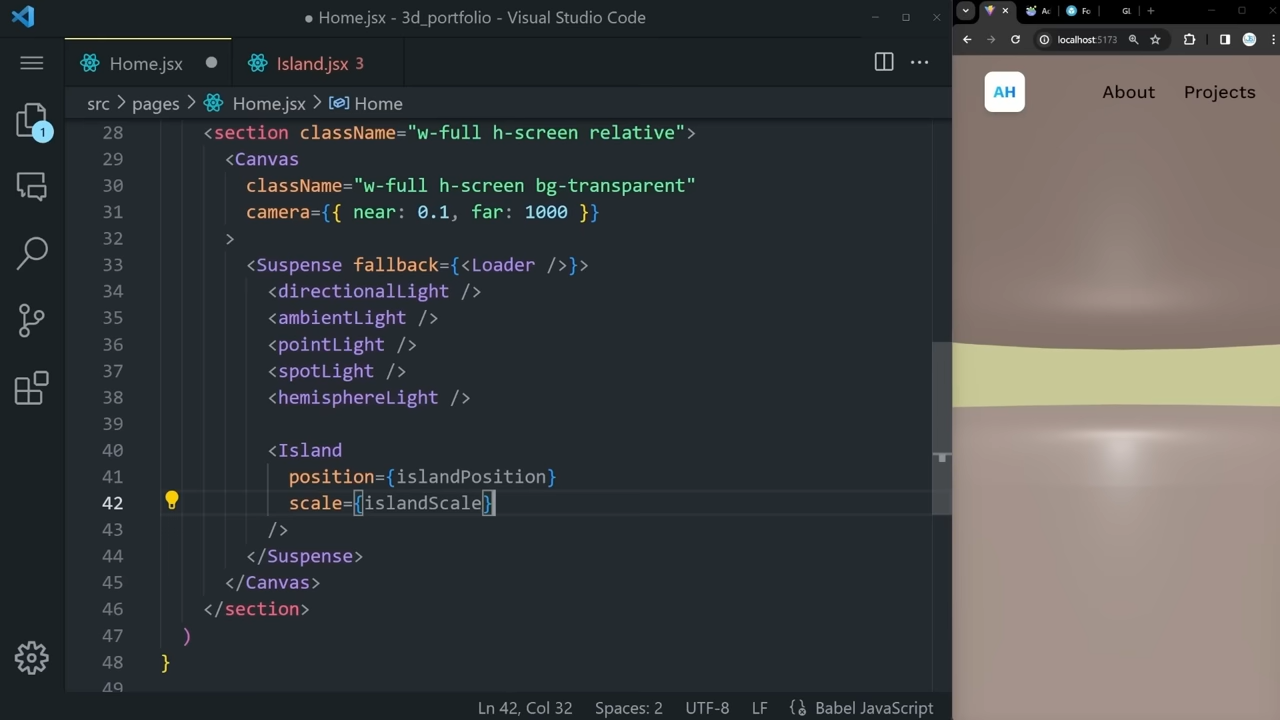 ● Home.jsx - 3d_portfolio - Visual Studio Code
Home.jsx
Island.jsx 3
src > pages > Home.jsx > Home
28 <section className="w-full h-screen relative">
29 <Canvas
30 className="w-full h-screen bg-transparent"
31 camera={{ near: 0.1, far: 1000 }}
32 >
33 <Suspense fallback={<Loader />}>
34 <directionalLight />
35 <ambientLight />
36 <pointLight />
37 <spotLight />
38 <hemisphereLight />
39
40 <Island
41 position={islandPosition}
42 scale={islandScale}
43 />
44 </Suspense>
45 </Canvas>
46 </section>
47 )
48 }
49
1
Ln 42, Col 32
Spaces: 2
UTF-8
LF
Babel JavaScript
Fo
localhost:5173
AH
About
Projects